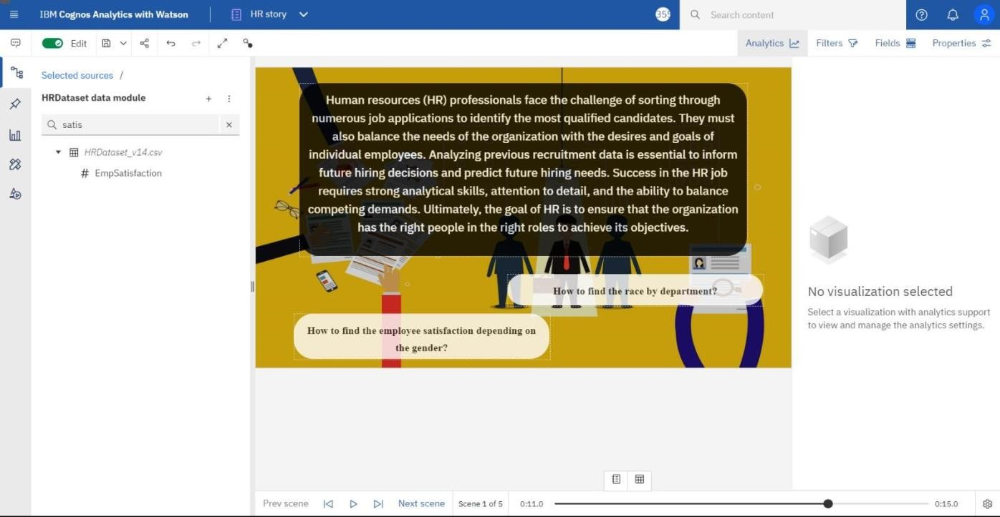 IBM Cognos Analytics with Watson
HR story
Search content
Edit
Analytics
Filters
Fields
Properties
Selected sources /
HRDataset data module
satis
HRDataset_v14.csv
# EmpSatisfaction
Human resources (HR) professionals face the challenge of sorting through
numerous job applications to identify the most qualified candidates. They must
also balance the needs of the organization with the desires and goals of
individual employees. Analyzing previous recruitment data is essential to inform
future hiring decisions and predict future hiring needs. Success in the HR job
requires strong analytical skills, attention to detail, and the ability to balance
competing demands. Ultimately, the goal of HR is to ensure that the organization
has the right people in the right roles to achieve its objectives.
How to find the race by department?
How to find the employee satisfaction depending on
the gender?
No visualization selected
Select a visualization with analytics support
to view and manage the analytics settings.
Prev scene
Next scene
Scene 1 of 5
0:11.0
0:15.0